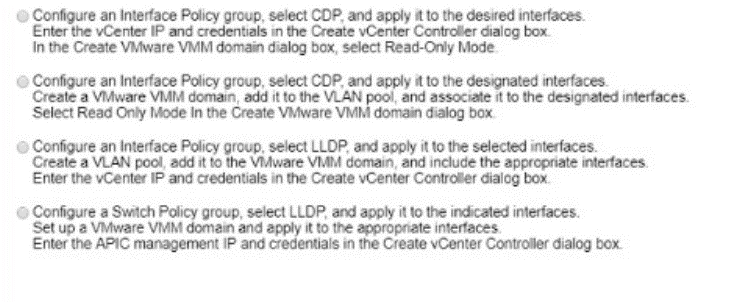 Configure an Interface Policy group, select CDP, and apply it to the desired interfaces.
Enter the vCenter IP and credentials in the Create vCenter Controller dialog box.
In the Create VMware VMM domain dialog box, select Read-Only Mode.
Configure an Interface Policy group, select CDP, and apply it to the designated interfaces.
Create a VMware VMM domain, add it to the VLAN pool, and associate it to the designated interfaces.
Select Read Only Mode In the Create VMware VMM domain dialog box.
Configure an Interface Policy group, select LLDP, and apply it to the selected interfaces.
Create a VLAN pool, add it to the VMware VMM domain, and include the appropriate interfaces.
Enter the vCenter IP and credentials in the Create vCenter Controller dialog box.
Configure a Switch Policy group, select LLDP, and apply it to the indicated interfaces.
Set up a VMware VMM domain and apply it to the appropriate interfaces.
Enter the APIC management IP and credentials in the Create vCenter Controller dialog box.